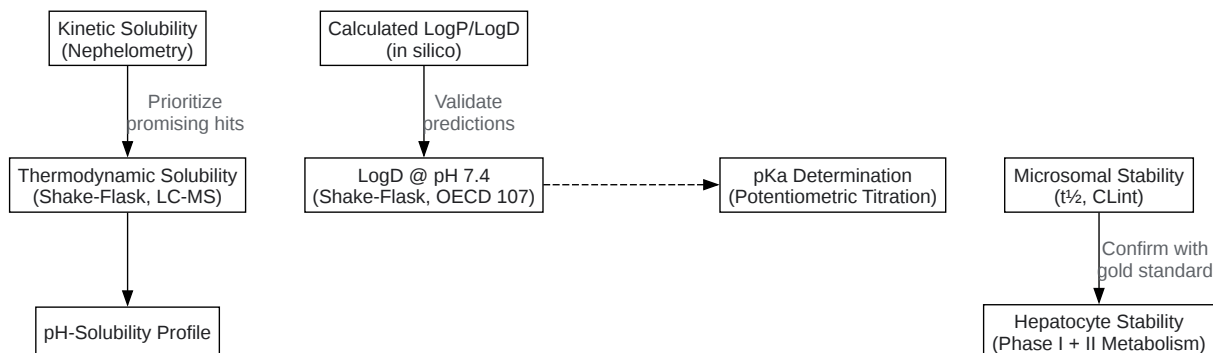 Kinetic Solubility
(Nephelometry)
Calculated LogP/LogD
(in silico)
Prioritize
promising hits
Validate
predictions
Thermodynamic Solubility
(Shake-Flask, LC-MS)
LogD @ pH 7.4
(Shake-Flask, OECD 107)
pKa Determination
(Potentiometric Titration)
Microsomal Stability
(t½, CLint)
Confirm with
gold standard
pH-Solubility Profile
Hepatocyte Stability
(Phase I + II Metabolism)